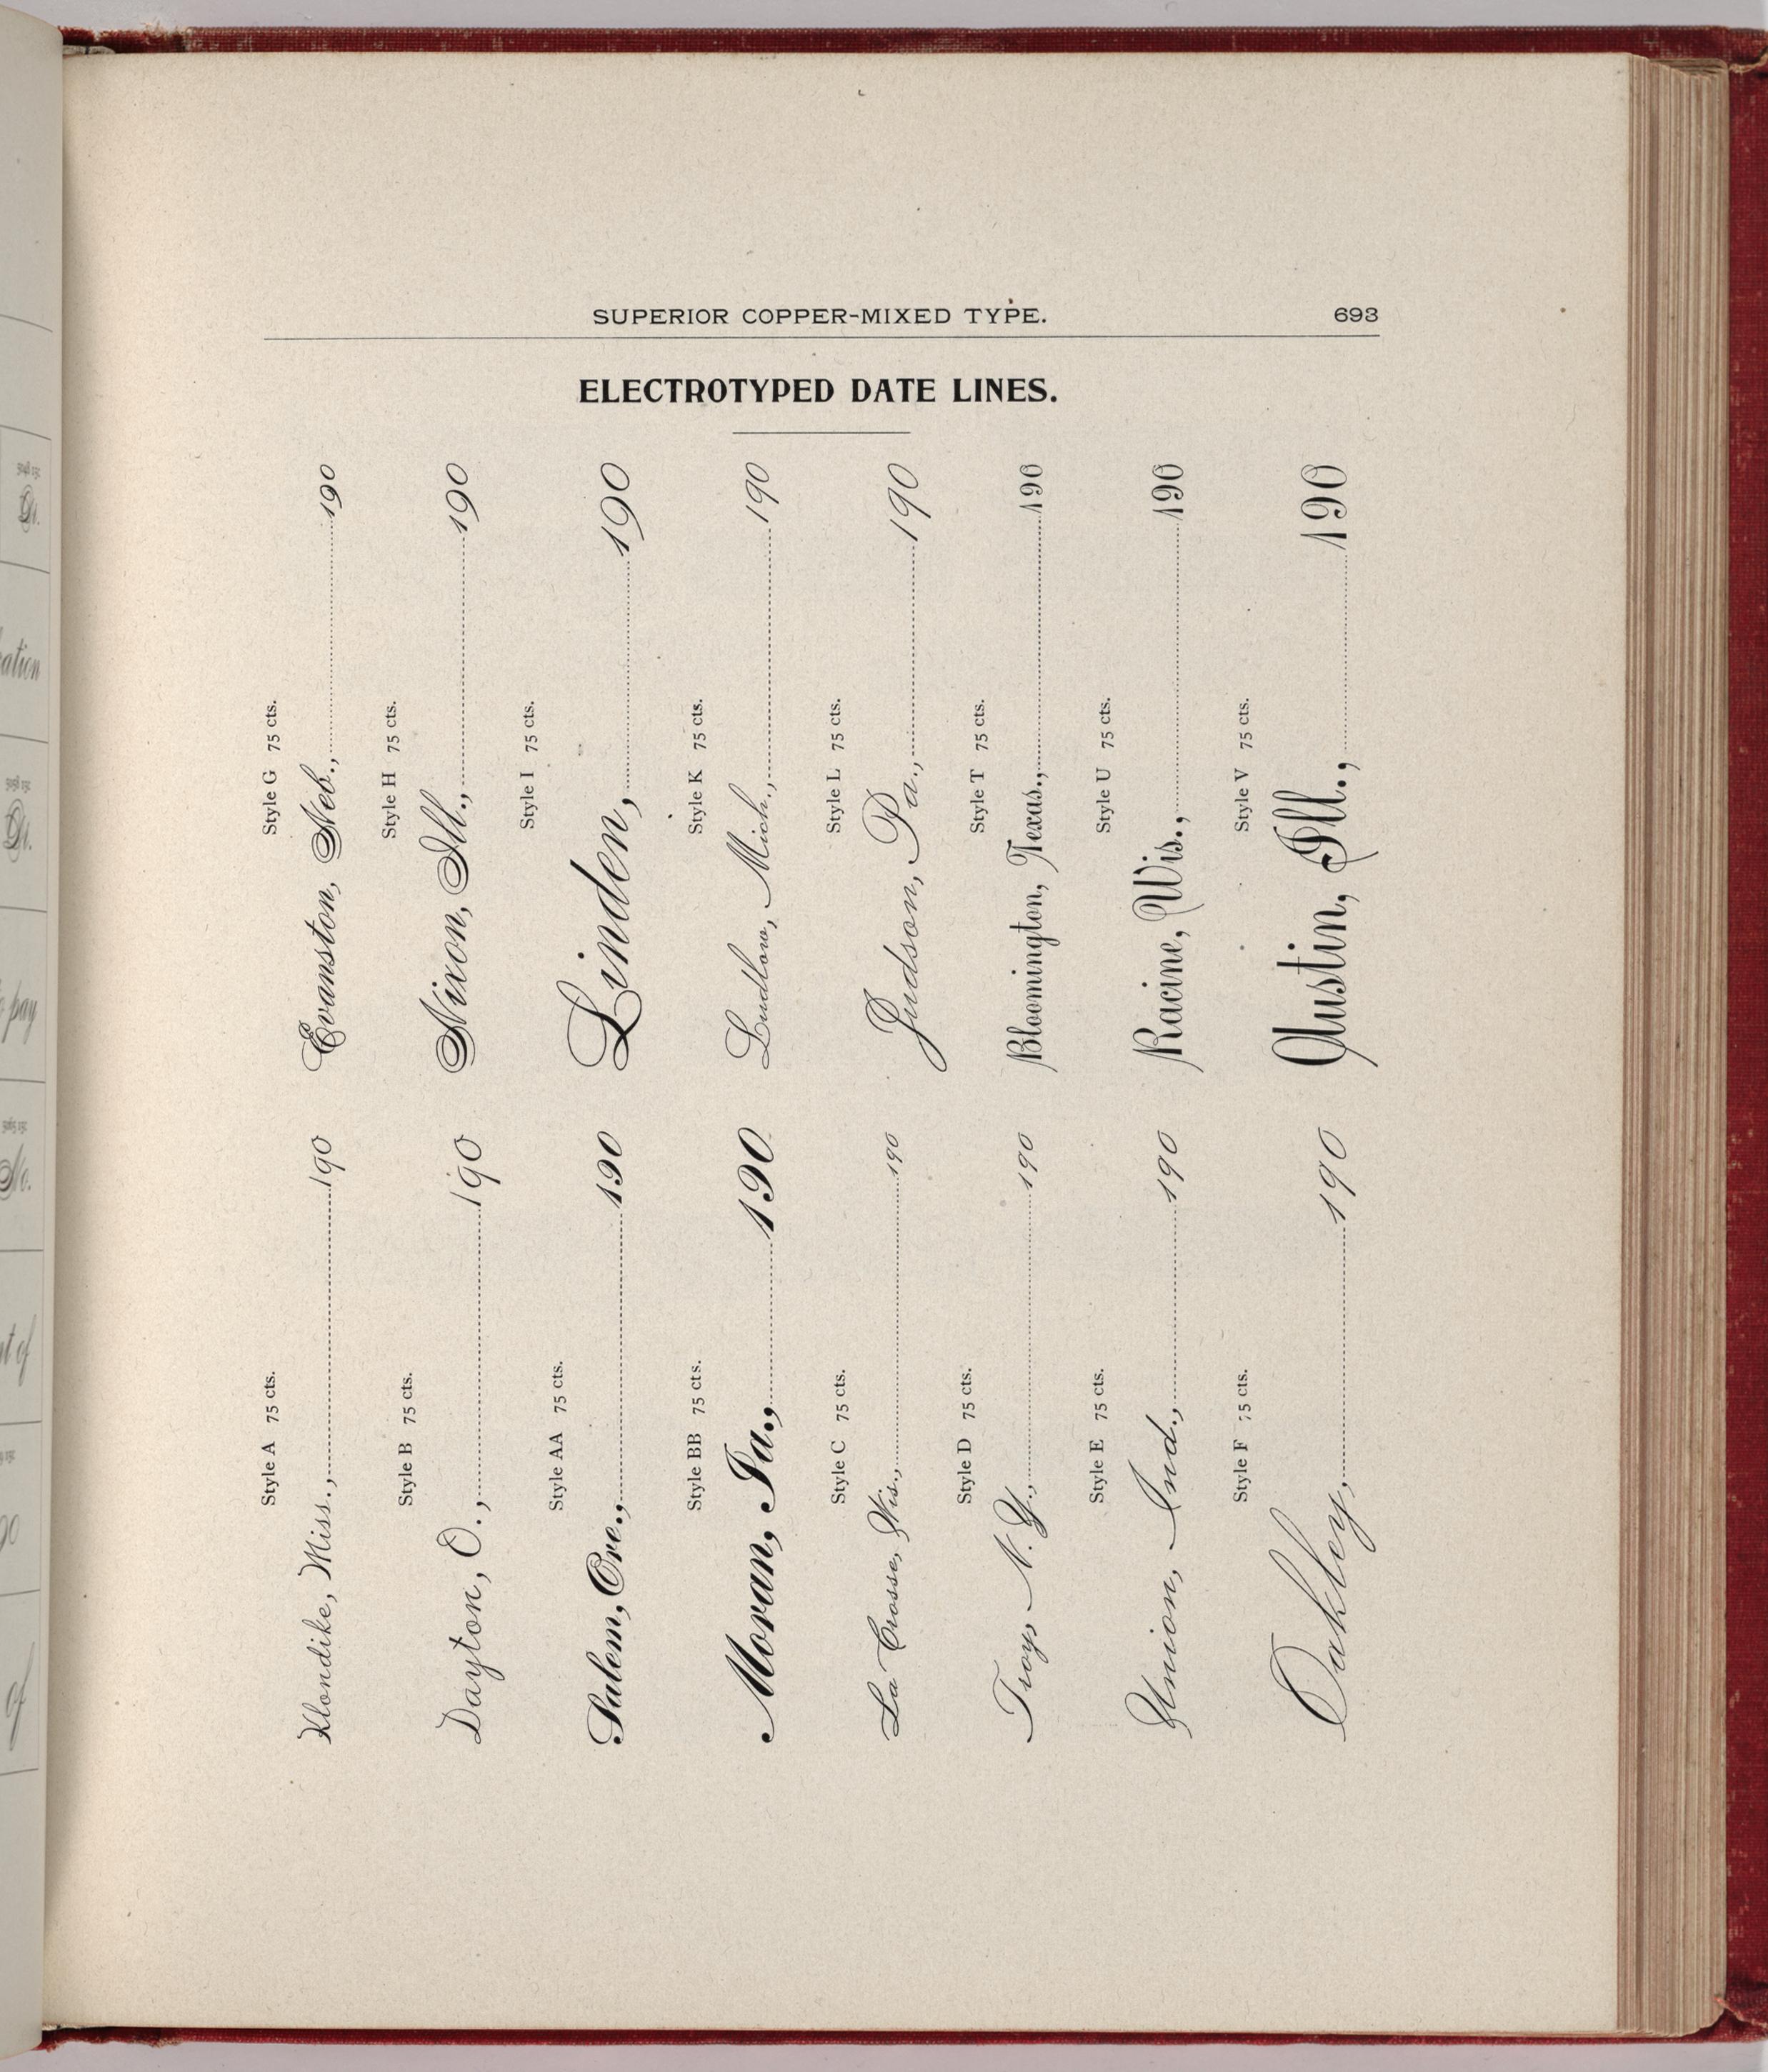 SUPERIOR COPPER-MIXED TYPE. 693
ELECTROTYPED DATE LINES.
Style A 75 cts.
Klondike, Miss., 190
Style B 75 cts.
Dayton, O., 190
Style AA 75 cts.
Salem, Ore., 190
Style BB 75 cts.
Moran, Ia., 190
Style C 75 cts.
La Crosse, Wis., 190
Style D 75 cts.
Troy, N. Y., 190
Style E 75 cts.
Union, Ind., 190
Style F 75 cts.
Oakley, 190
Style G 75 cts.
Evanston, Neb., 190
Style H 75 cts.
Nixon, Ill., 190
Style I 75 cts.
Linden, 190
Style K 75 cts.
Ludlow, Mich., 190
Style L 75 cts.
Judson, Pa., 190
Style T 75 cts.
Bloomington, Texas., 190
Style U 75 cts.
Racine, Wis., 190
Style V 75 cts.
Austin, Ill., 190
pay
of